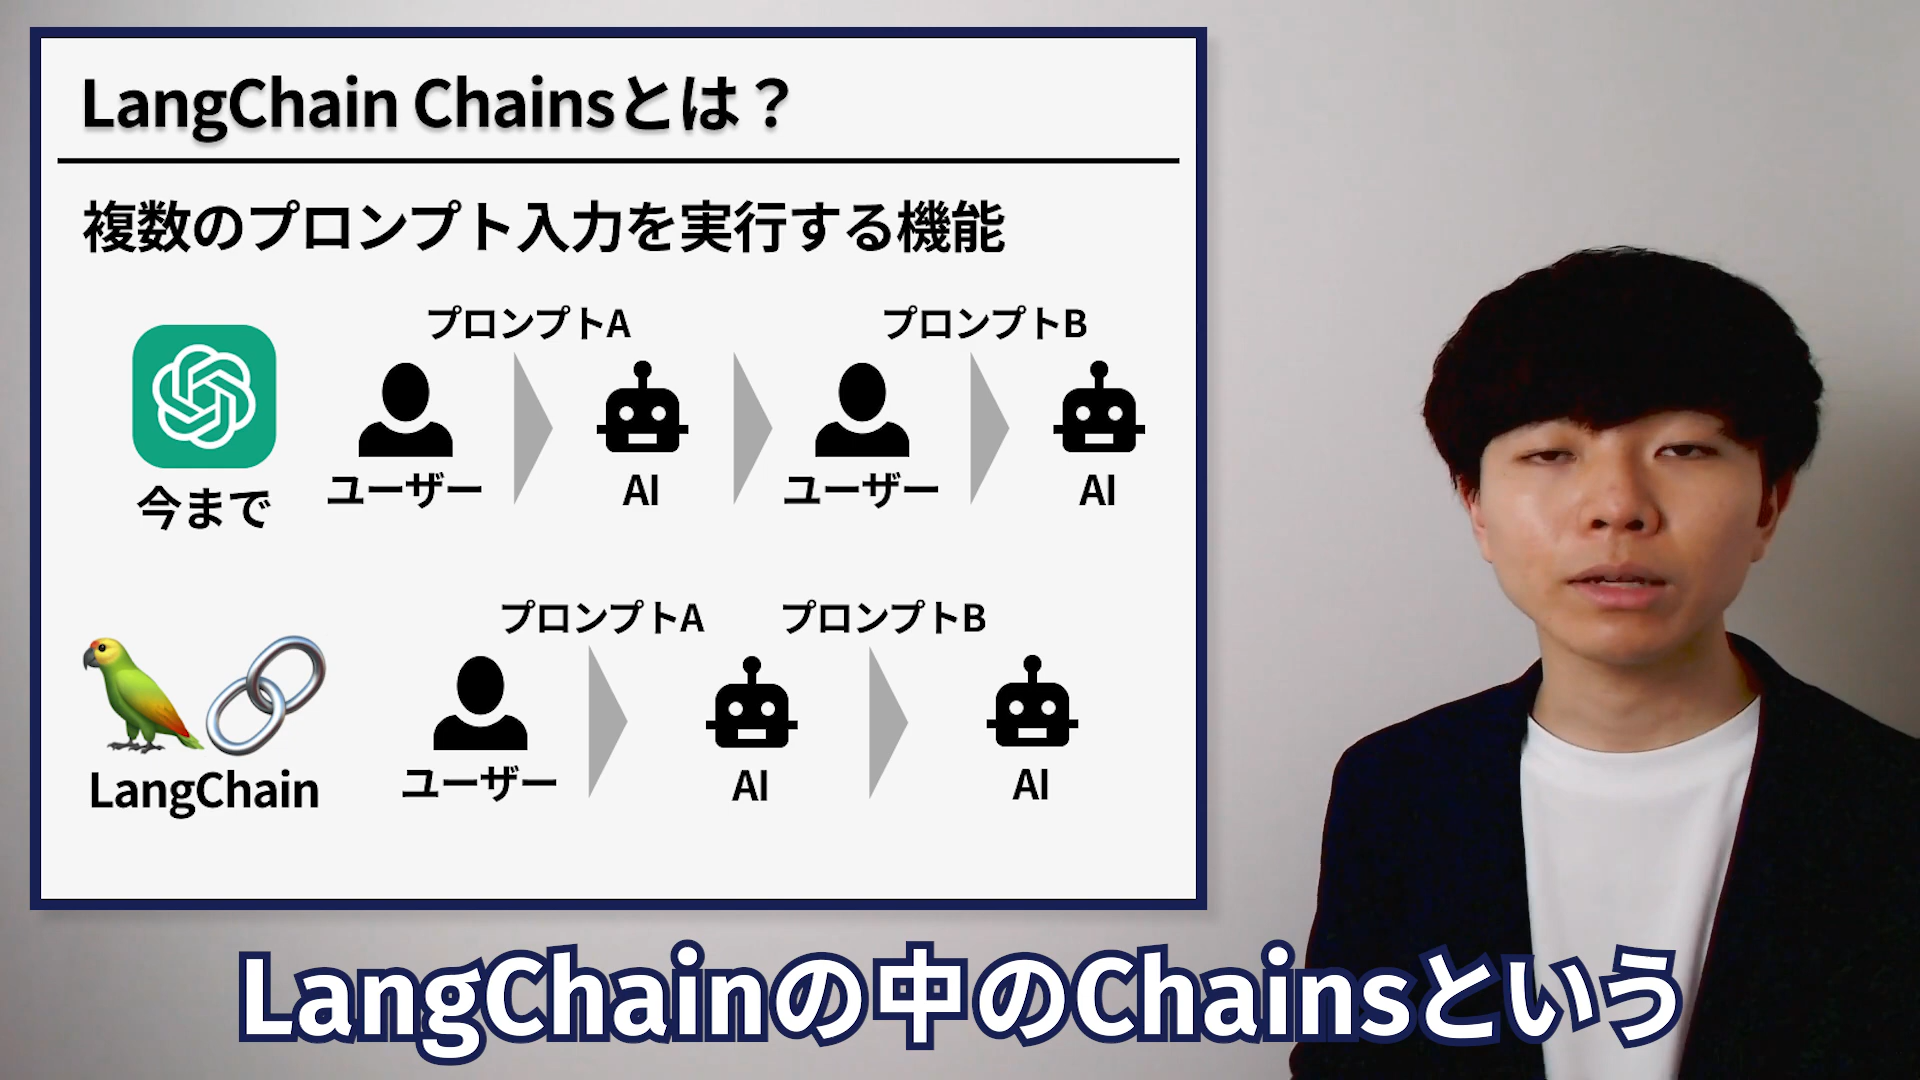 LangChain Chainsとは？
複数のプロンプト入力を実行する機能
プロンプトA
プロンプトB
ユーザー
AI
ユーザー
AI
今まで
プロンプトA
プロンプトB
ユーザー
AI
AI
LangChain
LangChainの中のChainsという